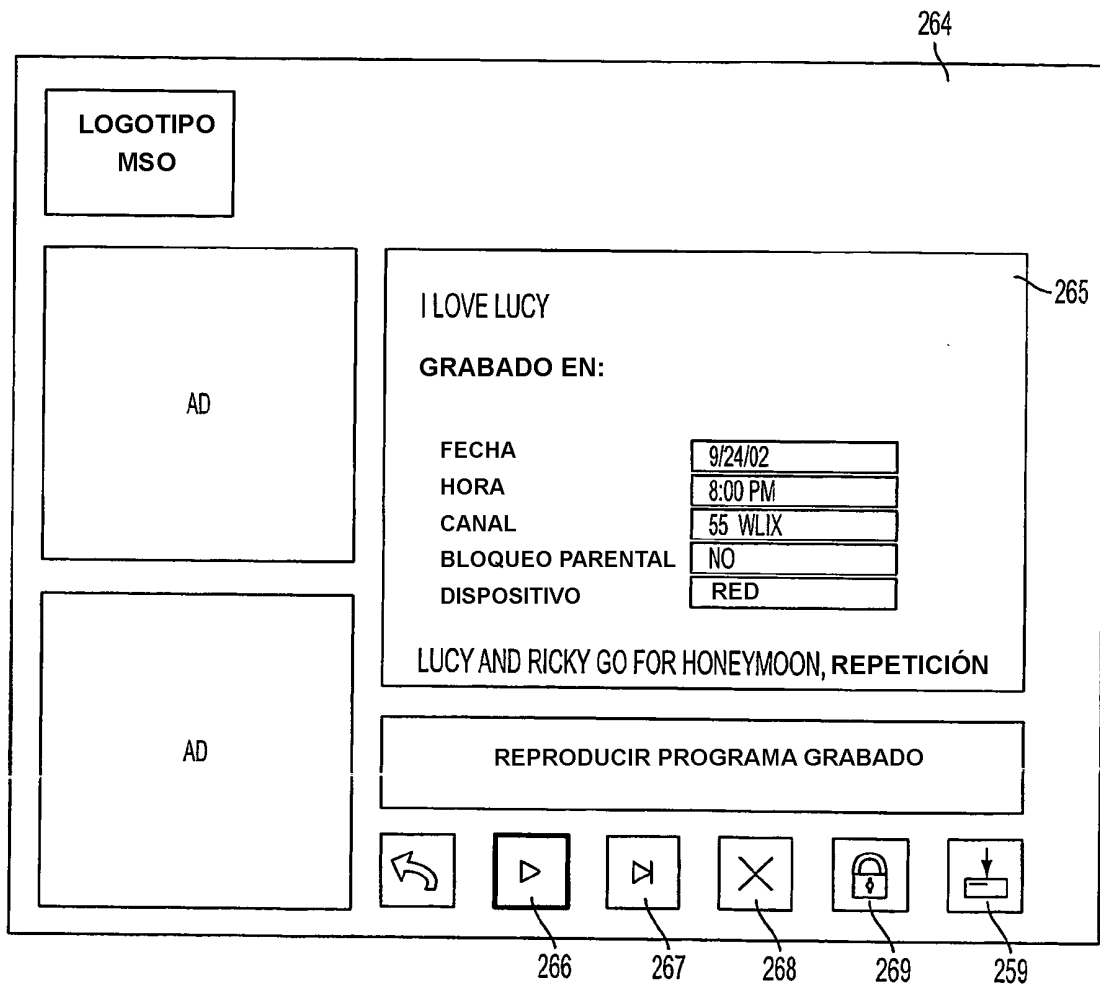 264
LOGOTIPO
MSO
AD
I LOVE LUCY
265
GRABADO EN:
FECHA 9/24/02
HORA 8:00 PM
CANAL 55 WLIX
BLOQUEO PARENTAL NO
DISPOSITIVO RED
LUCY AND RICKY GO FOR HONEYMOON, REPETICIÓN
AD
REPRODUCIR PROGRAMA GRABADO
266 267 268 269 259